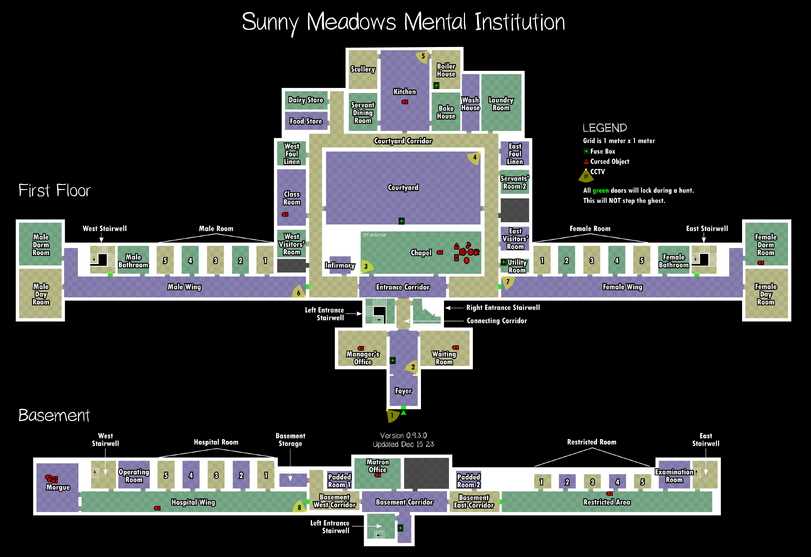 Sunny Meadows Mental Institution
Scullery
Kitchen
5
Boiler
House
Dairy Store
Food Store
Servant
Dining
Room
Bake
House
Wash
House
Laundry
Room
LEGEND
Grid is 1 meter x 1 meter
Fuse Box
Cursed Object
CCTV
All green doors will lock during a hunt.
This will NOT stop the ghost.
Courtyard Corridor
West
Foul
Linen
4
East
Foul
Linen
First Floor
Class
Room
Courtyard
Servants'
Room 2
West Stairwell
Male Room
West
Visitors'
Room
East
Visitors'
Room
Female Room
East Stairwell
Male
Dorm
Room
Male
Bathroom
5
4
3
2
1
Infirmary
3
Chapel
Utility
Room
1
2
3
4
5
Female
Bathroom
Female
Dorm
Room
Male
Day
Room
Male Wing
6
Entrance Corridor
7
Female Wing
Female
Day
Room
Left Entrance
Stairwell
Right Entrance Stairwell
Connecting Corridor
Manager's
Office
2
Waiting
Room
Foyer
1
Basement
Version 0.9.3.0
Updated Dec 15 23
West
Stairwell
Hospital Room
Basement
Storage
Restricted Room
East
Stairwell
Morgue
Operating
Room
5
4
3
2
1
Padded
Room 1
Matron
Office
Padded
Room 2
1
2
3
4
5
Examination
Room
Hospital Wing
8
Basement
West Corridor
Basement Corridor
Basement
East Corridor
Restricted Area
Left Entrance
Stairwell